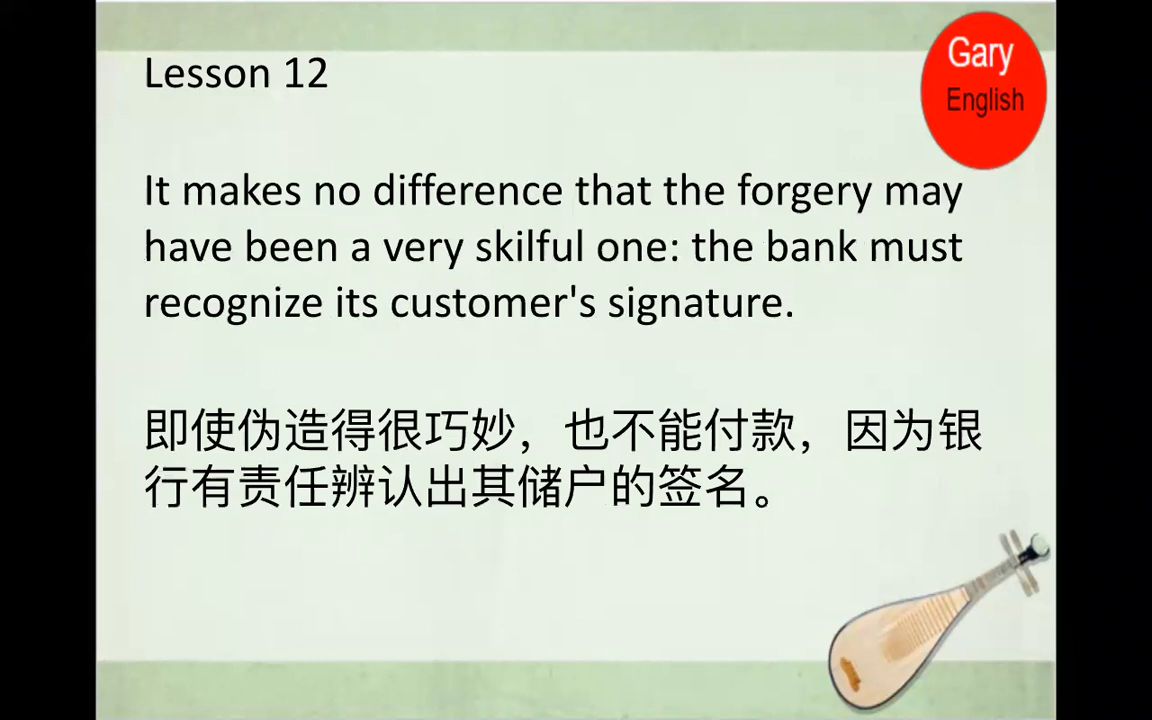 Lesson 12
Gary
English
It makes no difference that the forgery may
have been a very skilful one: the bank must
recognize its customer's signature.
即使伪造得很巧妙，也不能付款，因为银
行有责任辨认出其储户的签名。